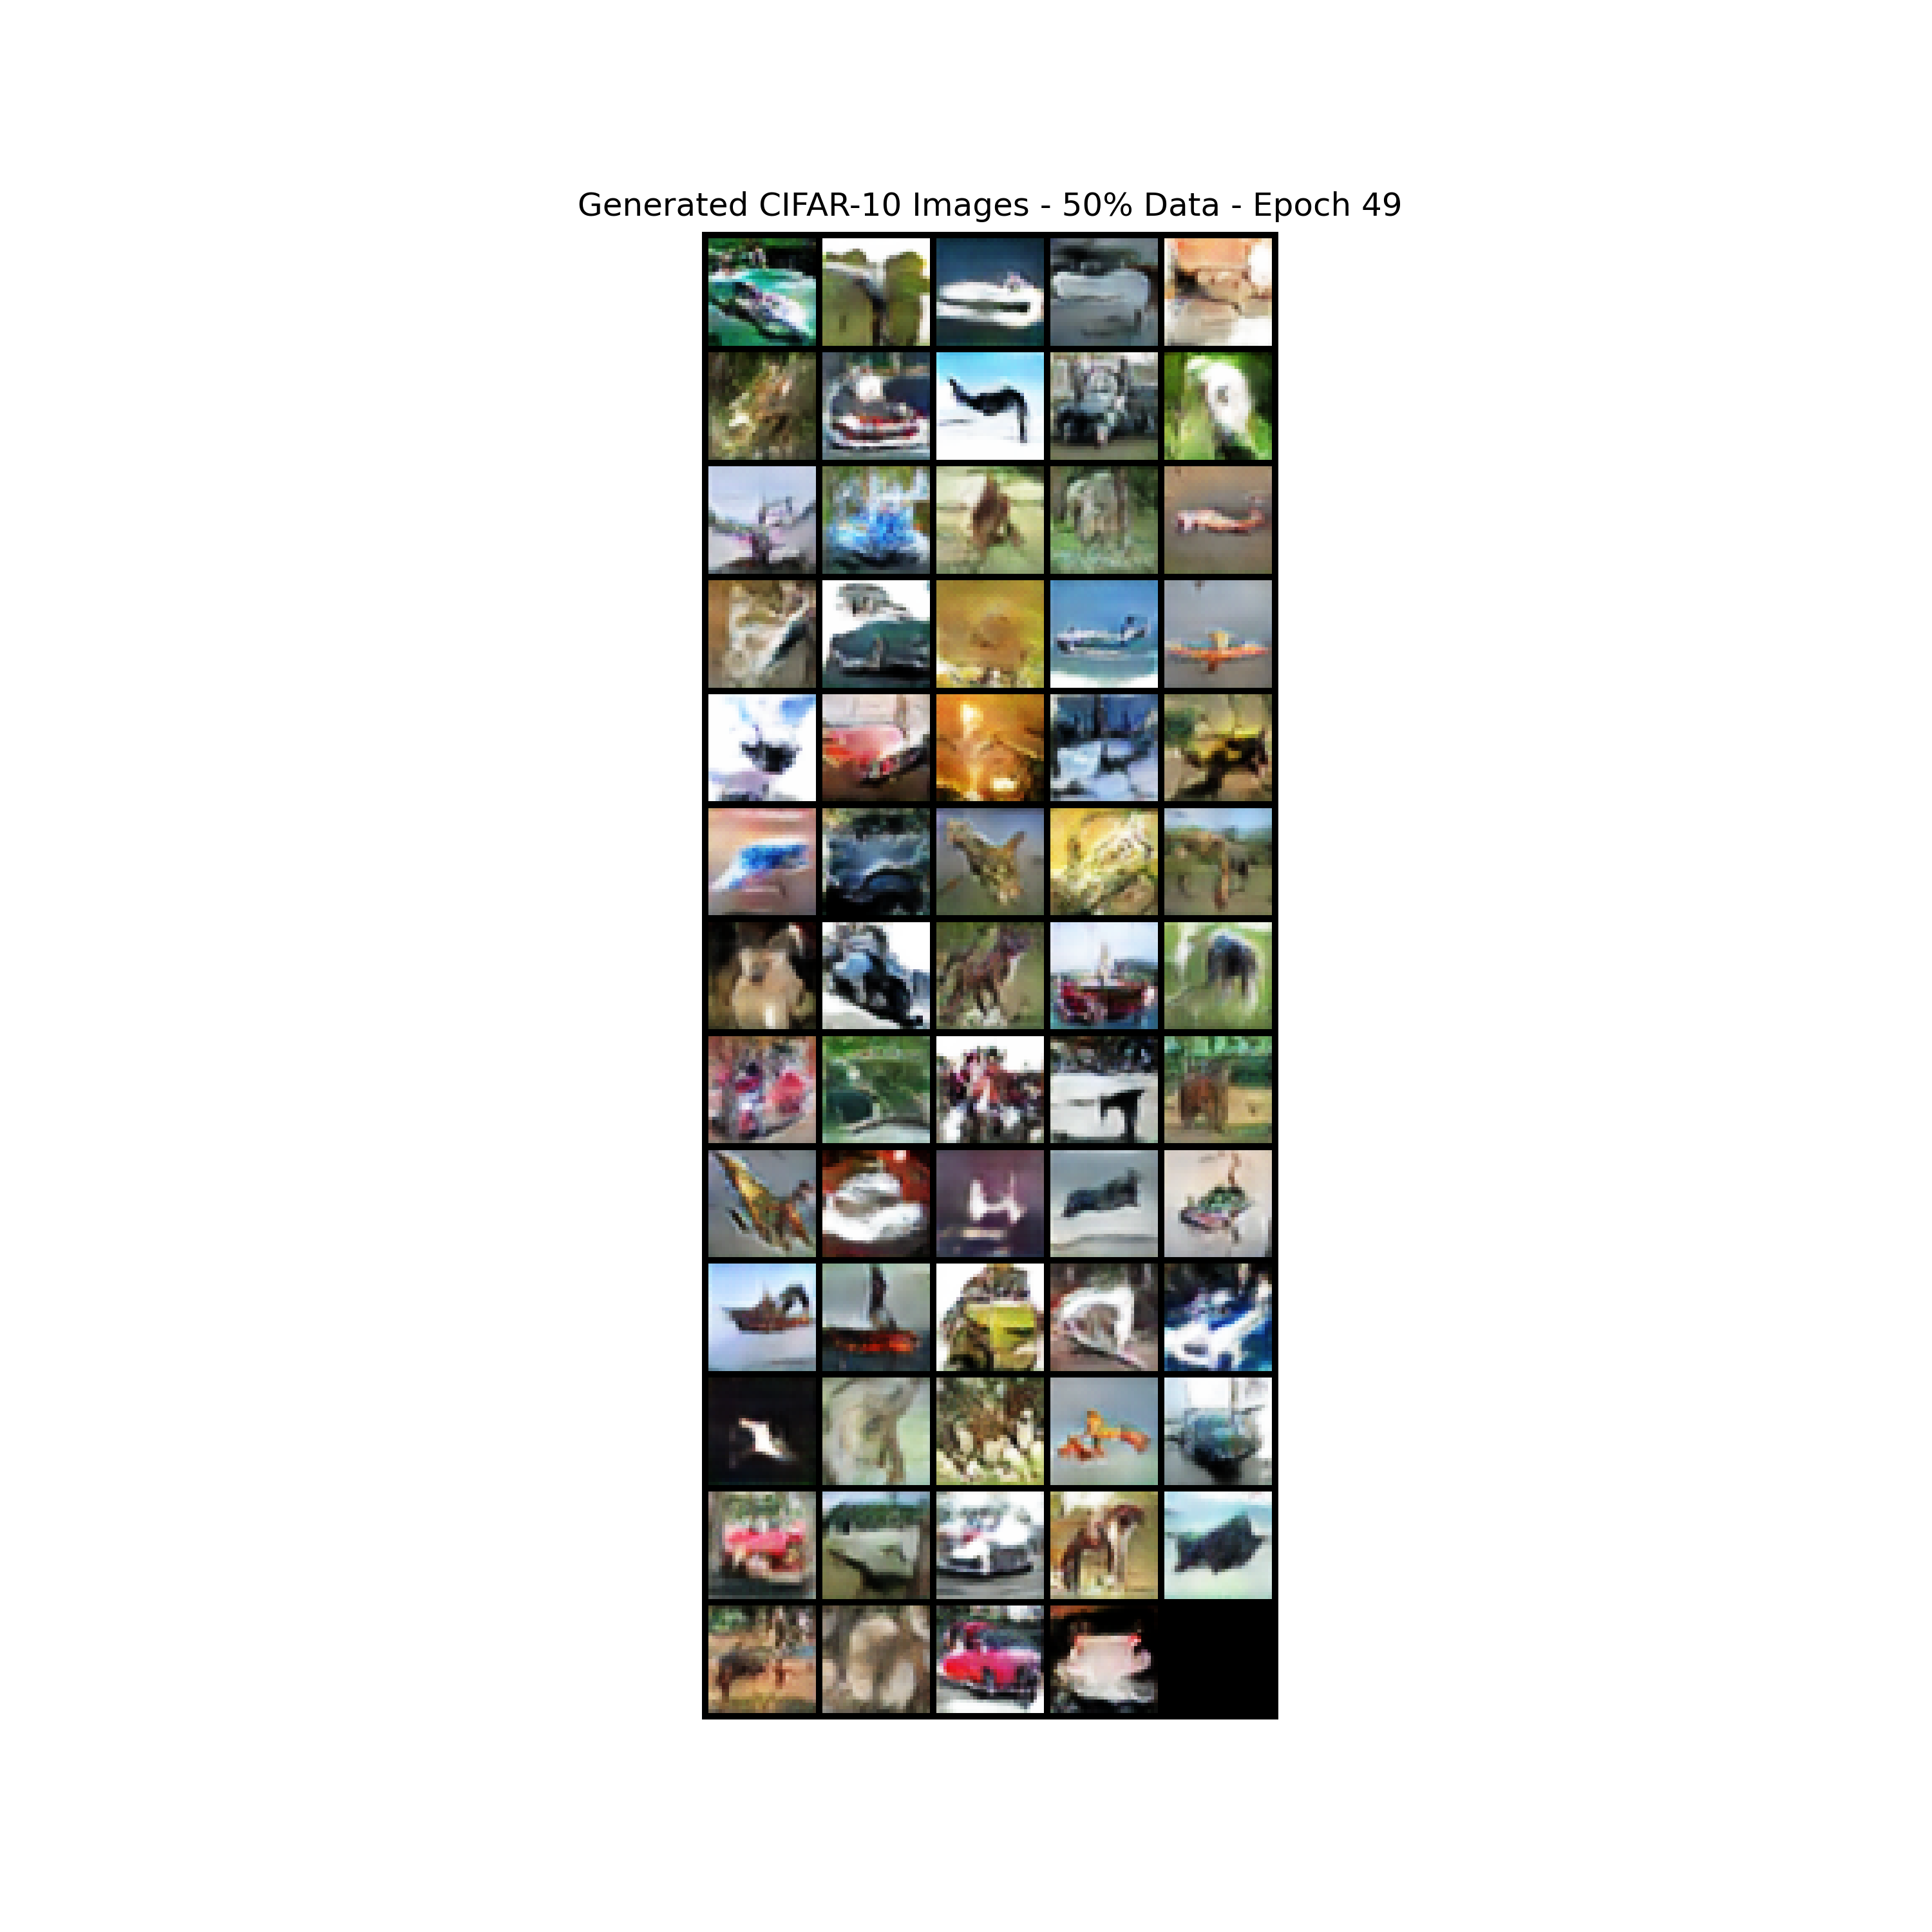 Generated CIFAR-10 Images - 50% Data - Epoch 49